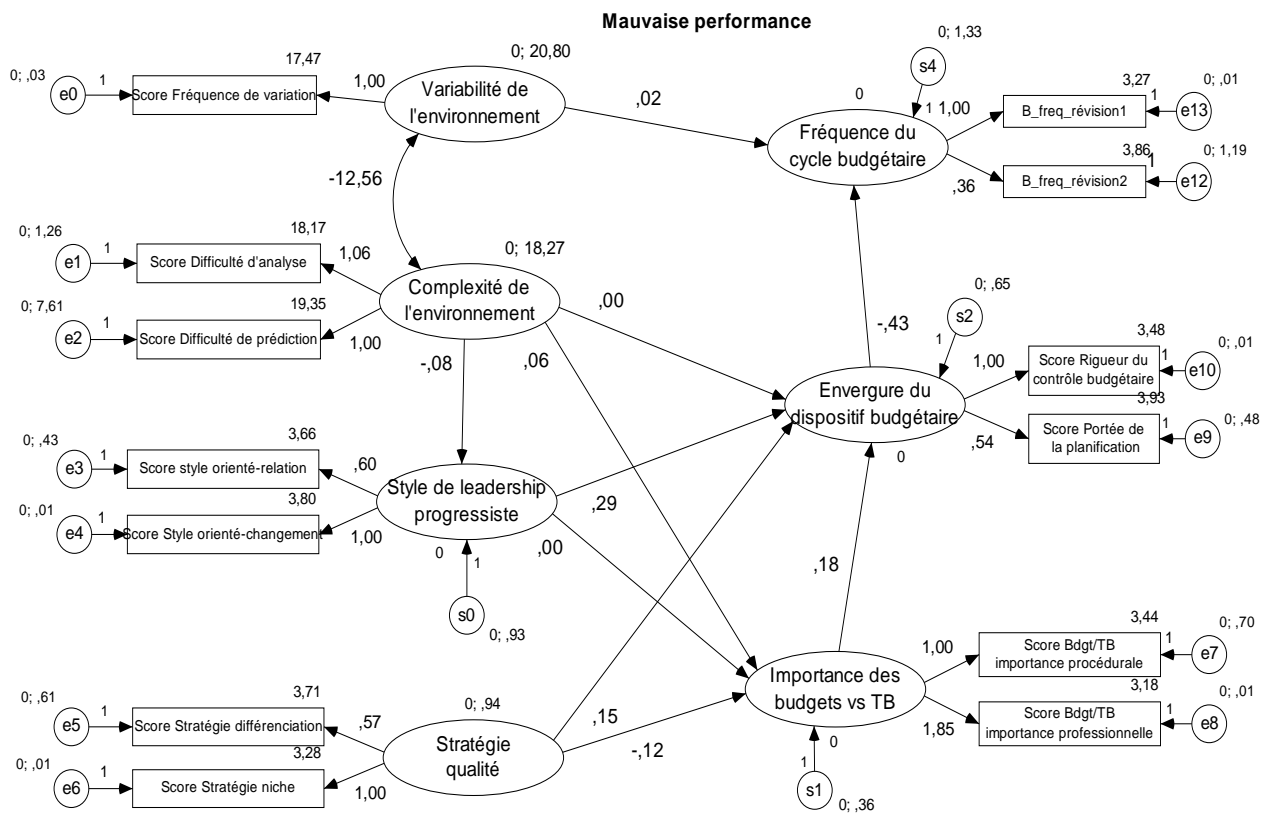 Mauvaise performance
0; 1,33
s4
0; 20,80
17,47
0; ,03
e0
1
Score Fréquence de variation
1,00
Variabilité de
l'environnement
,02
0
1
1,00
Fréquence du
cycle budgétaire
3,27
0; ,01
B_freq_révision1
1
e13
3,86
0; 1,19
B_freq_révision2
1
e12
,36
-12,56
0; 1,26
e1
1
18,17
Score Difficulté d'analyse
1,06
0; 18,27
Complexité de
l'environnement
0; 7,61
e2
1
19,35
Score Difficulté de prédiction
1,00
-,08
,06
,00
-,43
0; ,65
s2
1
Envergure du
dispositif budgétaire
0
1,00
3,48
0; ,01
Score Rigueur du
contrôle budgétaire
1
e10
3,93
0; ,48
Score Portée de
la planification
1
e9
,54
0; ,43
e3
1
3,66
Score style orienté-relation
,60
Style de leadership
progressiste
0; ,01
e4
1
3,80
Score Style orienté-changement
1,00
0
1
s0
0; ,93
,29
,00
,18
0; ,61
e5
1
3,71
Score Stratégie différenciation
,57
0; ,94
Stratégie
qualité
0; ,01
e6
1
3,28
Score Stratégie niche
1,00
,15
-,12
Importance des
budgets vs TB
0
1
s1
0; ,36
1,00
3,44
0; ,70
Score Bdgt/TB
importance procédurale
1
e7
3,18
0; ,01
Score Bdgt/TB
importance professionnelle
1
e8
1,85